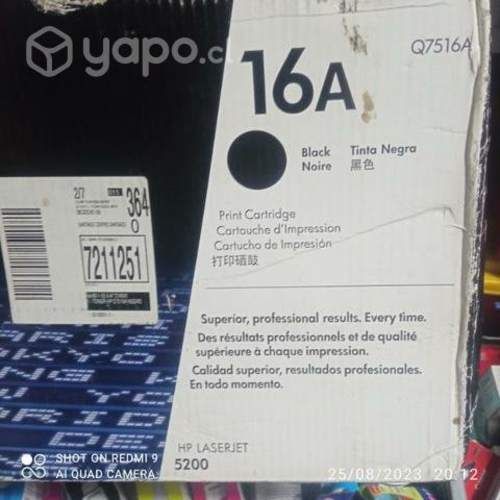 yapo.cl
Q7516A
16A
Black Tinta Negra
Noire 黑色
2/7
364
0
7211251
Print Cartridge
Cartouche d'Impression
Cartucho de Impresión
打印硒鼓
Superior, professional results. Every time.
Des résultats professionnels et de qualité
supérieure à chaque impression.
Calidad superior, resultados profesionales.
En todo momento.
HP LASERJET
5200
SHOT ON REDMI 9
AI QUAD CAMERA
25/08/2023 20:12